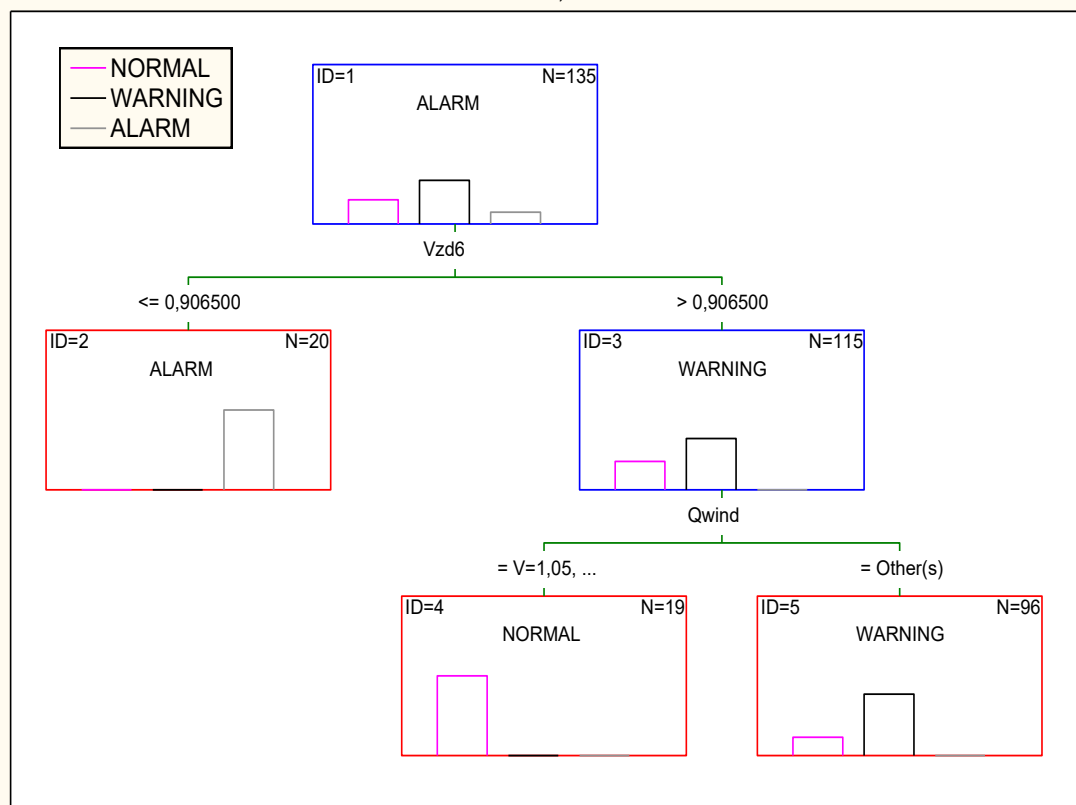 NORMAL
WARNING
ALARM
ID=1 N=135
ALARM
Vzd6
<= 0,906500 > 0,906500
ID=2 N=20 ID=3 N=115
ALARM WARNING
Qwind
= V=1,05, ... = Other(s)
ID=4 N=19 ID=5 N=96
NORMAL WARNING